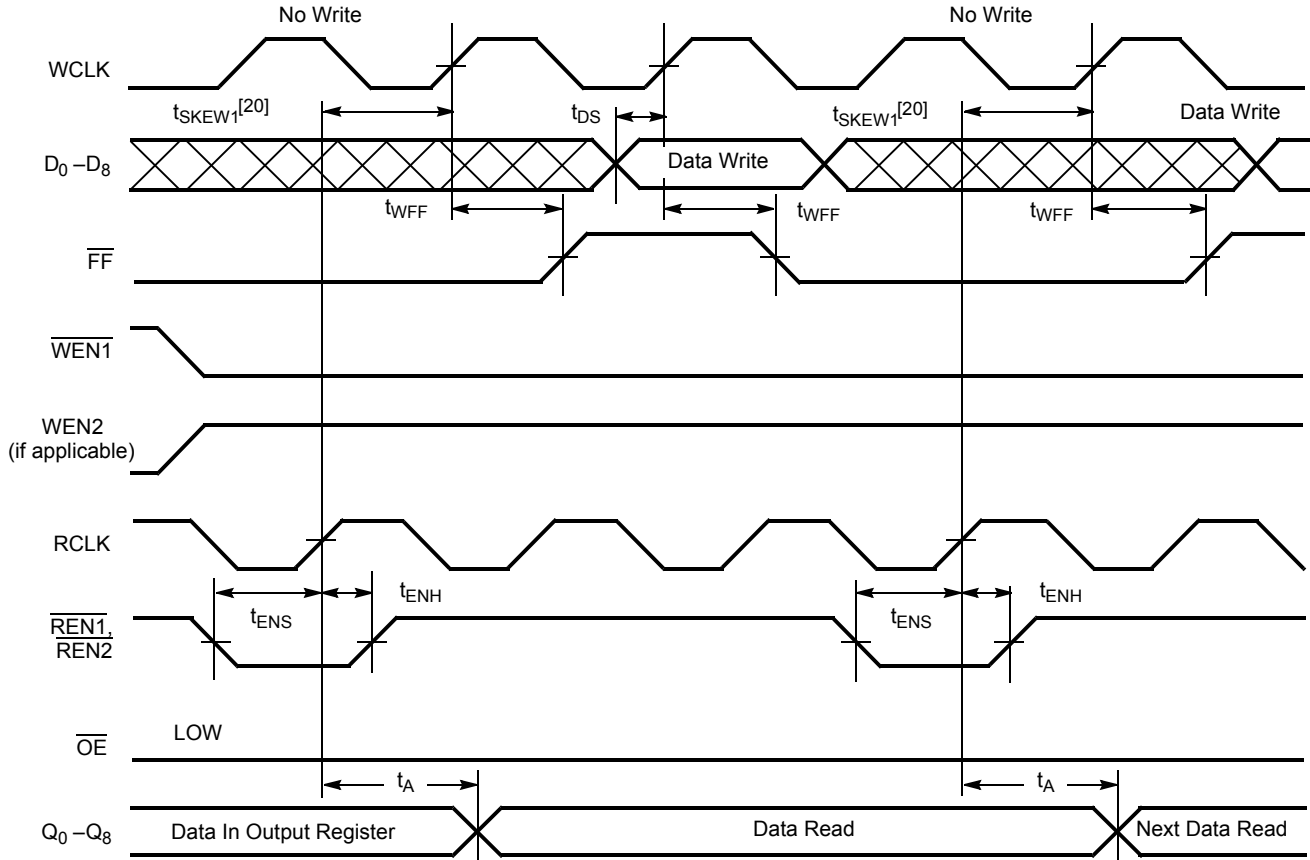 No Write No Write
WCLK
tSKEW1[20] tDS tSKEW1[20] Data Write
D0 –D8 Data Write
tWFF tWFF tWFF
FF
WEN1
WEN2
(if applicable)
RCLK
tENH tENH
tENS tENS
REN1,
REN2
LOW
OE
tA tA
Q0 –Q8 Data In Output Register Data Read Next Data Read